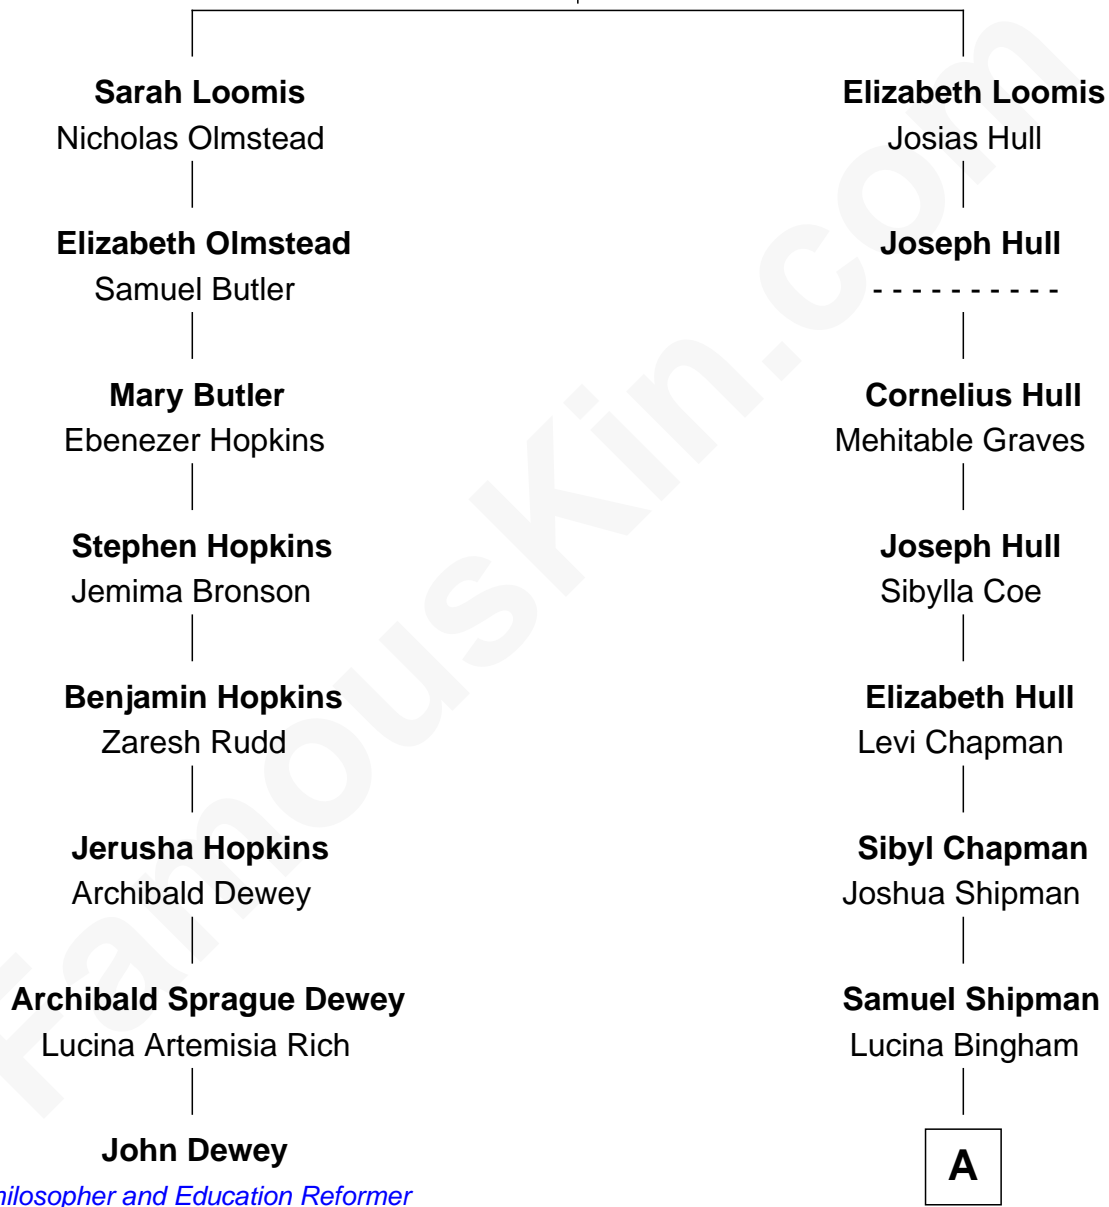 Sarah Loomis
Nicholas Olmstead
Elizabeth Loomis
Josias Hull
Elizabeth Olmstead
Samuel Butler
Joseph Hull
- - - - - - - - - -
Mary Butler
Ebenezer Hopkins
Cornelius Hull
Mehitable Graves
Stephen Hopkins
Jemima Bronson
Joseph Hull
Sibylla Coe
Benjamin Hopkins
Zaresh Rudd
Elizabeth Hull
Levi Chapman
Jerusha Hopkins
Archibald Dewey
Sibyl Chapman
Joshua Shipman
Archibald Sprague Dewey
Lucina Artemisia Rich
Samuel Shipman
Lucina Bingham
John Dewey
hilosopher and Education Reformer
A
FamousKin.com